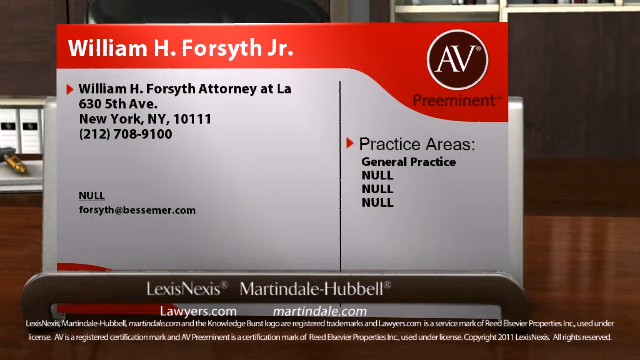 William H. Forsyth Jr.
AV®
Preeminent™
William H. Forsyth Attorney at La
630 5th Ave.
New York, NY, 10111
(212) 708-9100
NULL
forsyth@bessemer.com
Practice Areas:
General Practice
NULL
NULL
NULL
LexisNexis® Martindale-Hubbell®
Lawyers.com martindale.com
LexisNexis, Martindale-Hubbell, martindale.com and the Knowledge Burst logo are registered trademarks and Lawyers.com is a service mark of Reed Elsevier Properties Inc., used under
license. AV is a registered certification mark and AV Preeminent is a certification mark of Reed Elsevier Properties Inc., used under license. Copyright 2011 LexisNexis. All rights reserved.